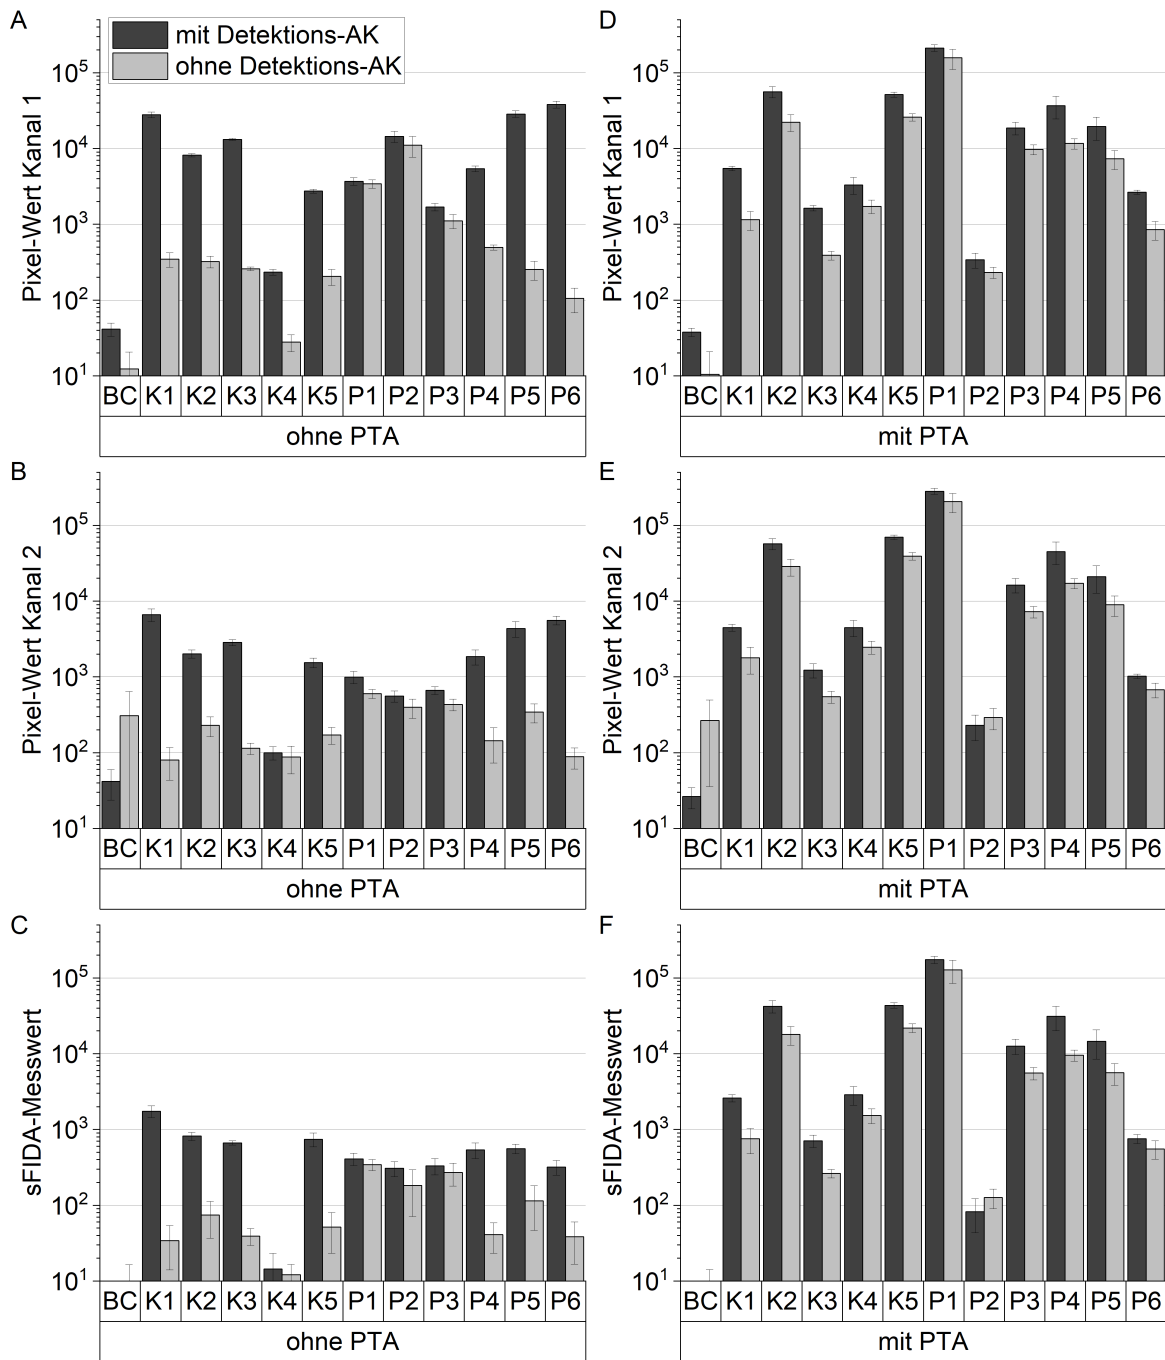 A
mit Detektions-AK
ohne Detektions-AK
Pixel-Wert Kanal 1
10^5
10^4
10^3
10^2
10^1
BC K1 K2 K3 K4 K5 P1 P2 P3 P4 P5 P6
ohne PTA
D
Pixel-Wert Kanal 1
10^5
10^4
10^3
10^2
10^1
BC K1 K2 K3 K4 K5 P1 P2 P3 P4 P5 P6
mit PTA
B
Pixel-Wert Kanal 2
10^5
10^4
10^3
10^2
10^1
BC K1 K2 K3 K4 K5 P1 P2 P3 P4 P5 P6
ohne PTA
E
Pixel-Wert Kanal 2
10^5
10^4
10^3
10^2
10^1
BC K1 K2 K3 K4 K5 P1 P2 P3 P4 P5 P6
mit PTA
C
sFIDA-Messwert
10^5
10^4
10^3
10^2
10^1
BC K1 K2 K3 K4 K5 P1 P2 P3 P4 P5 P6
ohne PTA
F
sFIDA-Messwert
10^5
10^4
10^3
10^2
10^1
BC K1 K2 K3 K4 K5 P1 P2 P3 P4 P5 P6
mit PTA